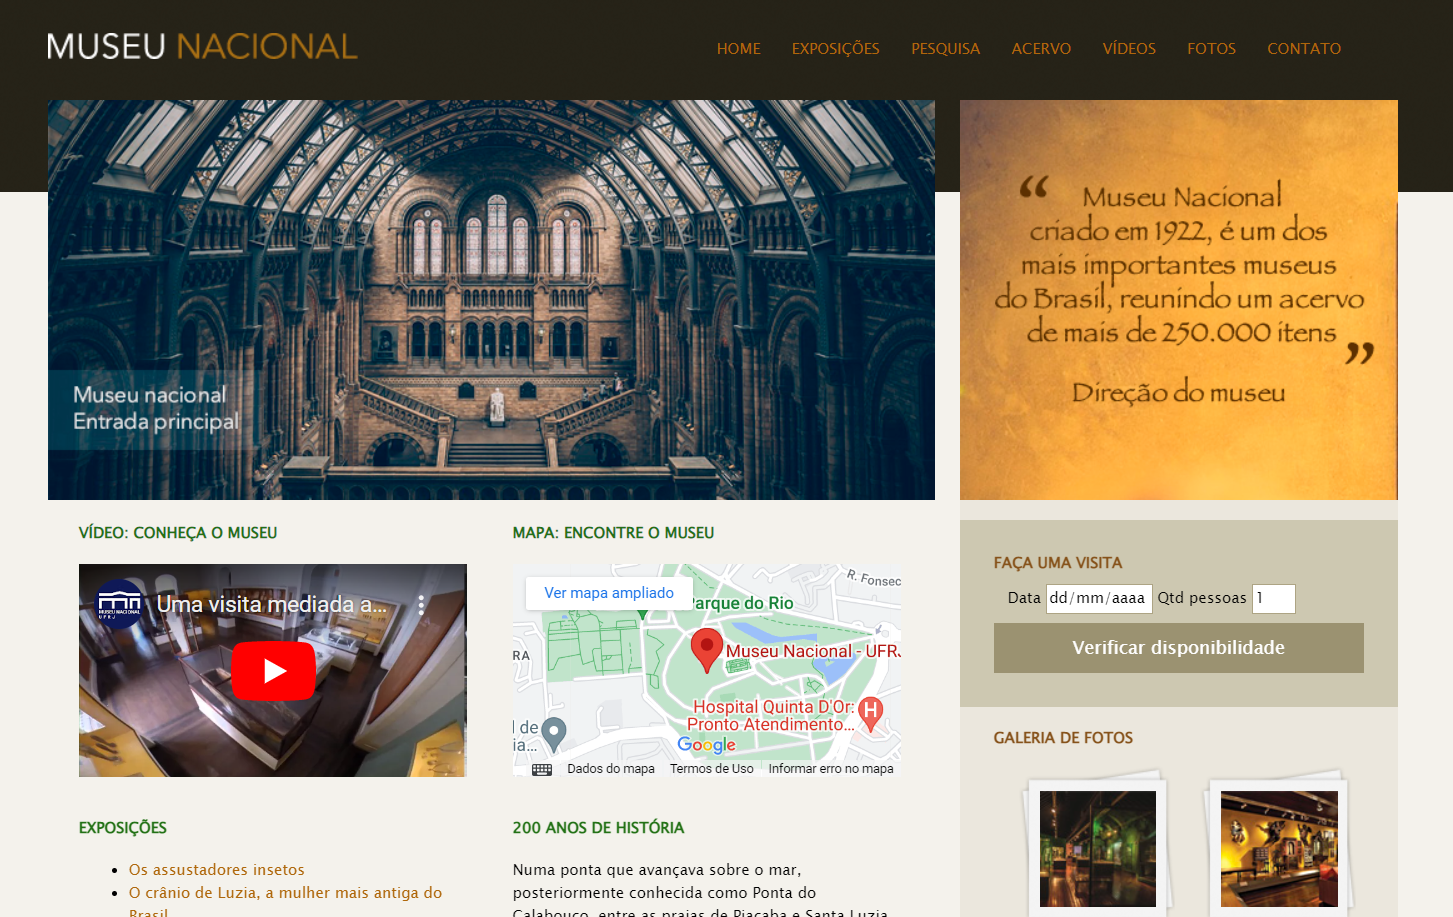 MUSEU NACIONAL
HOME EXPOSIÇÕES PESQUISA ACERVO VÍDEOS FOTOS CONTATO
Museu nacional
Entrada principal
“ Museu Nacional
criado em 1922, é um dos
mais importantes museus
do Brasil, reunindo um acervo
de mais de 250.000 itens ”
Direção do museu
VÍDEO: CONHEÇA O MUSEU
MUSEU NACIONAL
UFRJ
Uma visita mediada a...
MAPA: ENCONTRE O MUSEU
Ver mapa ampliado
R. Fonsec
Parque do Rio
RA
Museu Nacional - UFRJ
Hospital Quinta D'Or:
Pronto Atendimento...
H
l de
ia...
Google
Dados do mapa Termos de Uso Informar erro no mapa
FAÇA UMA VISITA
Data dd/mm/aaaa Qtd pessoas 1
Verificar disponibilidade
GALERIA DE FOTOS
EXPOSIÇÕES
Os assustadores insetos
O crânio de Luzia, a mulher mais antiga do
Brasil
200 ANOS DE HISTÓRIA
Numa ponta que avançava sobre o mar,
posteriormente conhecida como Ponta do
Calabouço, entre as praias de Piaçaba e Santa Luzia